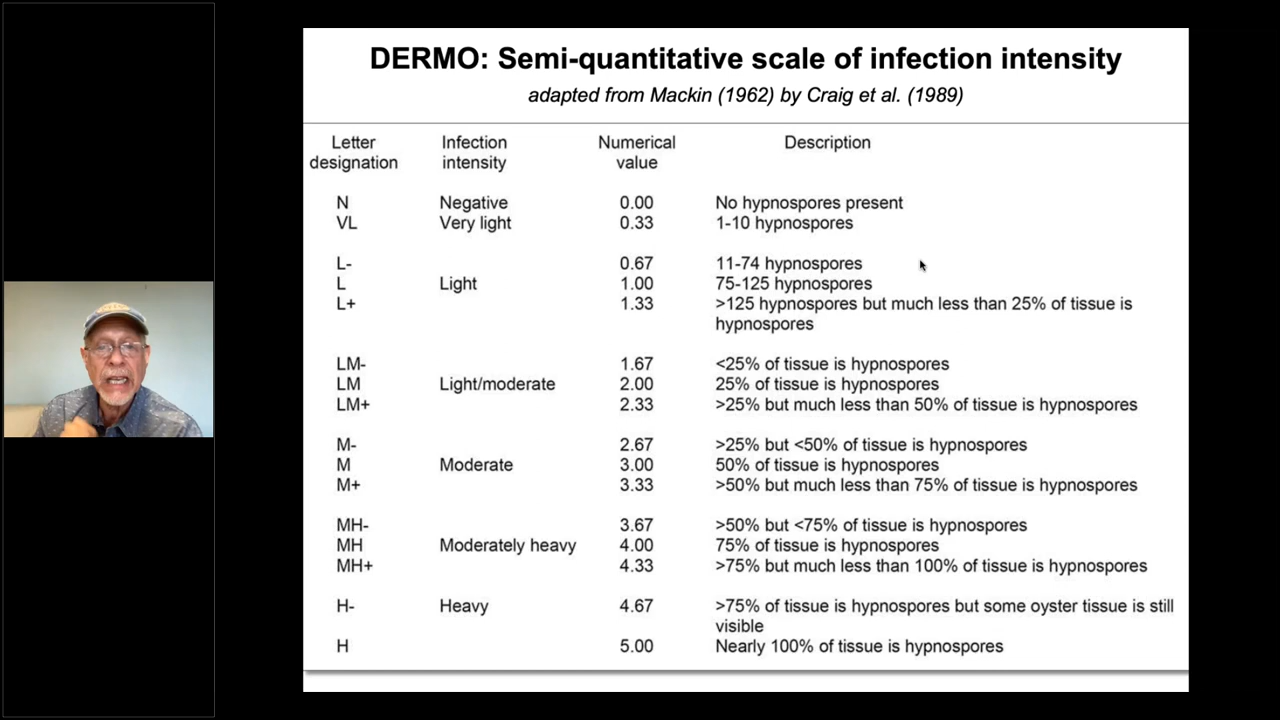 DERMO: Semi-quantitative scale of infection intensity
adapted from Mackin (1962) by Craig et al. (1989)
Letter designation Infection intensity Numerical value Description
N Negative 0.00 No hypnospores present
VL Very light 0.33 1-10 hypnospores
L- 0.67 11-74 hypnospores
L Light 1.00 75-125 hypnospores
L+ 1.33 >125 hypnospores but much less than 25% of tissue is
hypnospores
LM- 1.67 <25% of tissue is hypnospores
LM Light/moderate 2.00 25% of tissue is hypnospores
LM+ 2.33 >25% but much less than 50% of tissue is hypnospores
M- 2.67 >25% but <50% of tissue is hypnospores
M Moderate 3.00 50% of tissue is hypnospores
M+ 3.33 >50% but much less than 75% of tissue is hypnospores
MH- 3.67 >50% but <75% of tissue is hypnospores
MH Moderately heavy 4.00 75% of tissue is hypnospores
MH+ 4.33 >75% but much less than 100% of tissue is hypnospores
H- Heavy 4.67 >75% of tissue is hypnospores but some oyster tissue is still
visible
H 5.00 Nearly 100% of tissue is hypnospores